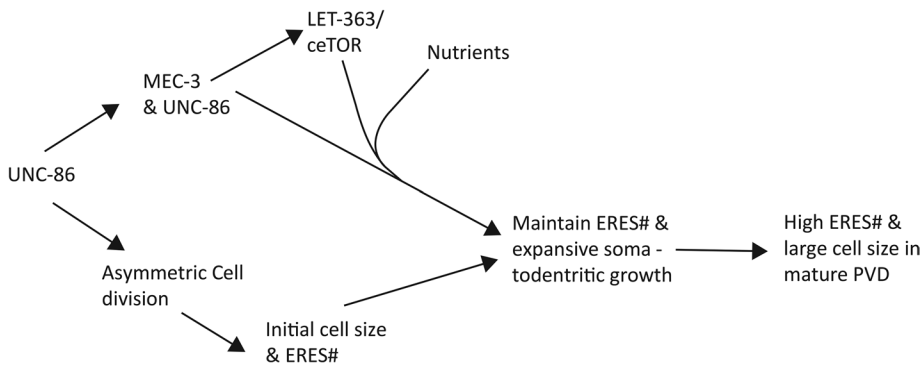 LET-363/
ceTOR
Nutrients
MEC-3
& UNC-86
UNC-86
Asymmetric Cell
division
Initial cell size
& ERES#
Maintain ERES# &
expansive soma -
todentritic growth
High ERES# &
large cell size in
mature PVD